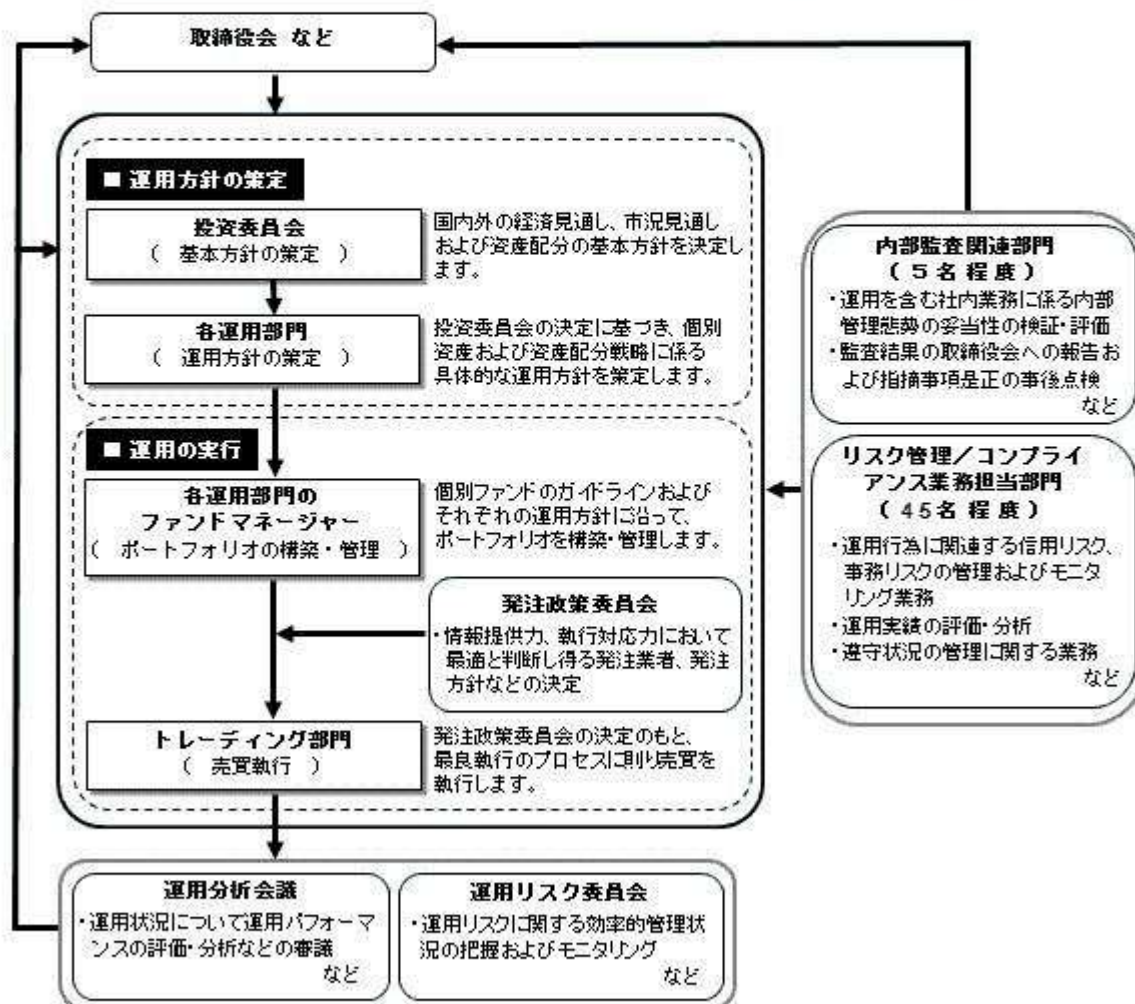 取締役会 など
■ 運用方針の策定
投資委員会
( 基本方針の策定 )
国内外の経済見通し、市況見通し
および資産配分の基本方針を決定し
ます。
各運用部門
( 運用方針の策定 )
投資委員会の決定に基づき、個別
資産および資産配分戦略に係る
具体的な運用方針を策定します。
■ 運用の実行
各運用部門の
ファンドマネージャー
( ポートフォリオの構築・管理 )
個別ファンドのガイドラインおよび
それぞれの運用方針に沿って、
ポートフォリオを構築・管理します。
発注政策委員会
・情報提供力、執行対応力において
最適と判断し得る発注業者、発注
方針などの決定
トレーディング部門
( 売買執行 )
発注政策委員会の決定のもと、
最良執行のプロセスに則り売買を
執行します。
運用分析会議
・運用状況について運用パフォーマ
ンスの評価・分析などの審議
など
運用リスク委員会
・運用リスクに関する効率的管理状
況の把握およびモニタリング
など
内部監査関連部門
( 5名程度 )
・運用を含む社内業務に係る内部
管理態勢の妥当性の検証・評価
・監査結果の取締役会への報告お
よび指摘事項是正の事後点検
など
リスク管理／コンプライ
アンス業務担当部門
( 45名程度 )
・運用行為に関連する信用リスク、
事務リスクの管理およびモニタ
リング業務
・運用実績の評価・分析
・遵守状況の管理に関する業務
など